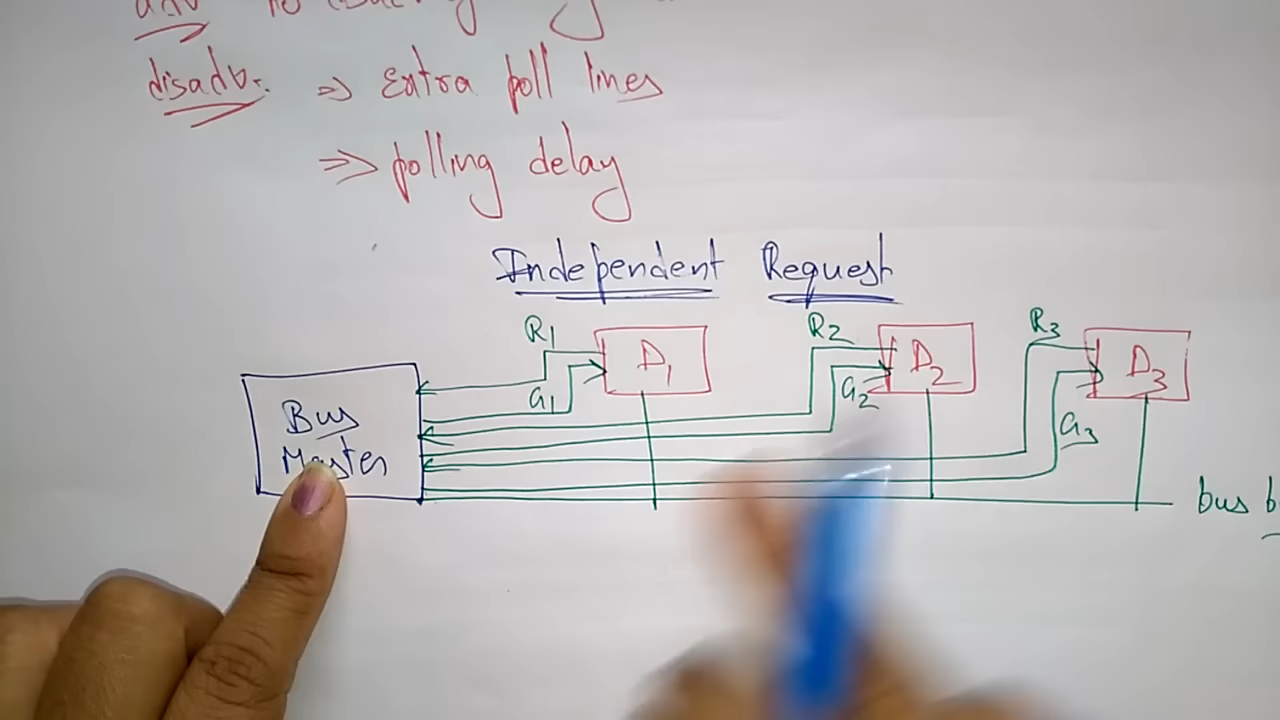 disadv. ⇒ Extra poll lines
⇒ polling delay
Independent Request
R1 D1 R2 D2 R3 D3
G1 G2 G3
Bus
Master
bus